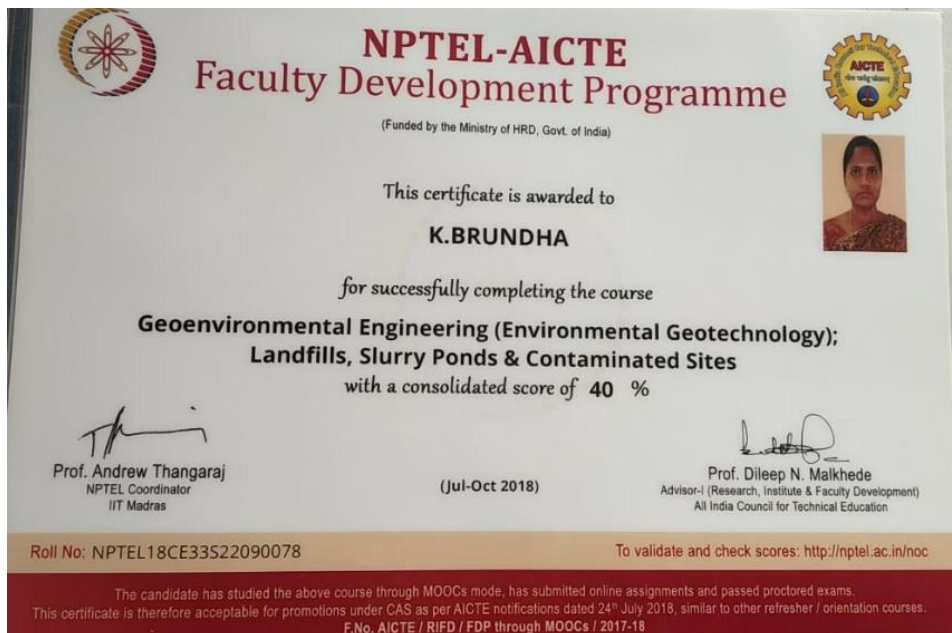 NPTEL-AICTE
Faculty Development Programme
(Funded by the Ministry of HRD, Govt. of India)
AICTE
This certificate is awarded to
K.BRUNDHA
for successfully completing the course
Geoenvironmental Engineering (Environmental Geotechnology);
Landfills, Slurry Ponds & Contaminated Sites
with a consolidated score of 40 %
Prof. Andrew Thangaraj
NPTEL Coordinator
IIT Madras
(Jul-Oct 2018)
Prof. Dileep N. Malkhede
Advisor-I (Research, Institute & Faculty Development)
All India Council for Technical Education
Roll No: NPTEL18CE33S22090078
To validate and check scores: http://nptel.ac.in/noc
The candidate has studied the above course through MOOCs mode, has submitted online assignments and passed proctored exams.
This certificate is therefore acceptable for promotions under CAS as per AICTE notifications dated 24th July 2018, similar to other refresher / orientation courses.
F.No. AICTE / RIFD / FDP through MOOCs / 2017-18